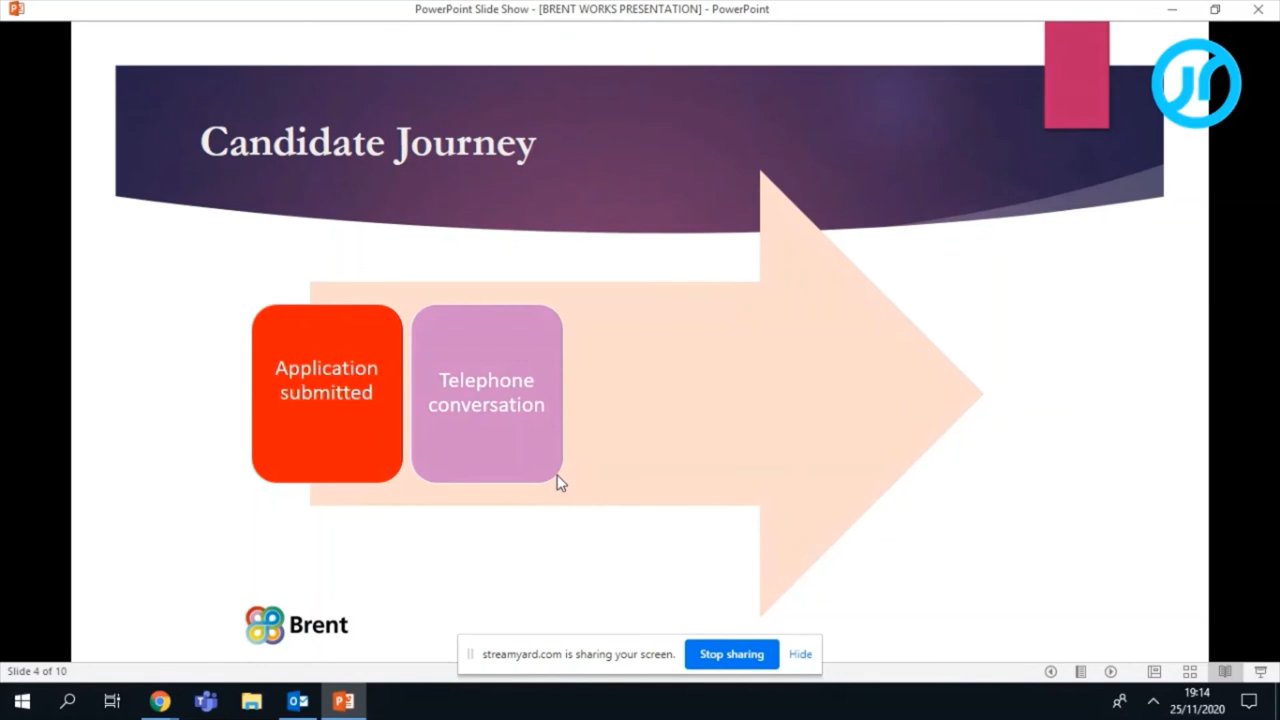 PowerPoint Slide Show - [BRENT WORKS PRESENTATION] - PowerPoint
Candidate Journey
Application
submitted
Telephone
conversation
Brent
streamyard.com is sharing your screen.
Stop sharing
Hide
Slide 4 of 10
19:14
25/11/2020